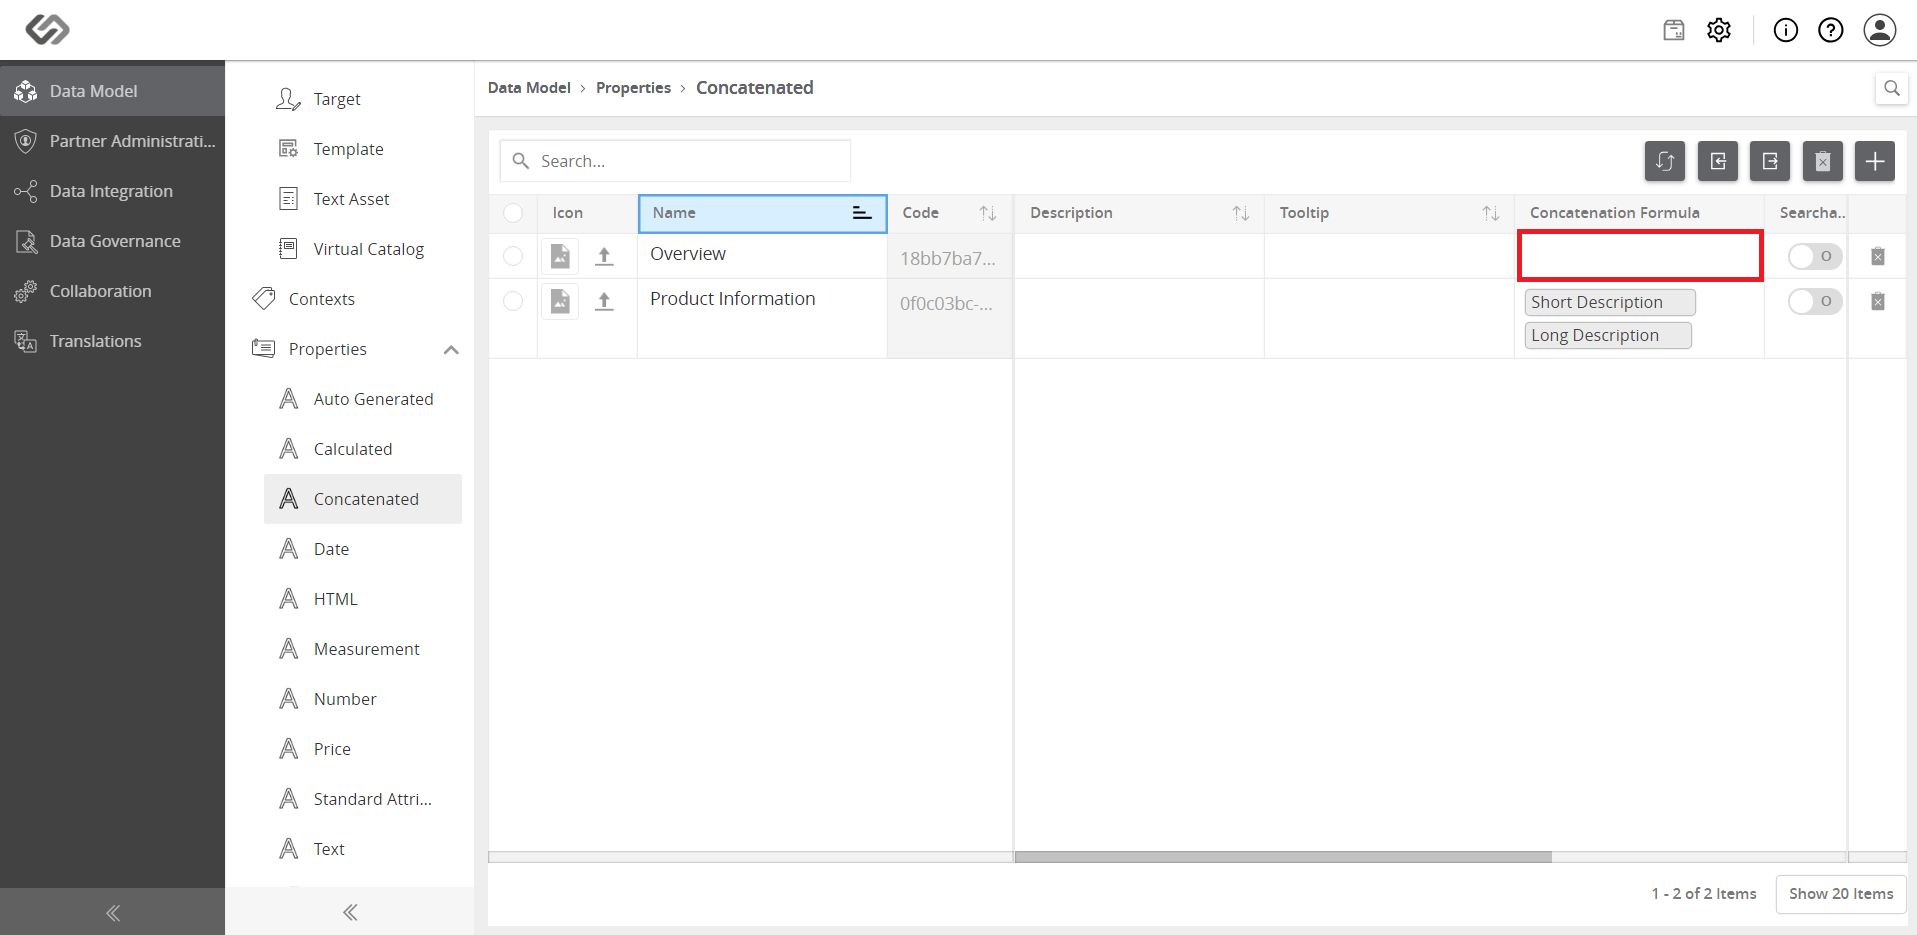 Data Model
Partner Administrati...
Data Integration
Data Governance
Collaboration
Translations
Target
Template
Text Asset
Virtual Catalog
Contexts
Properties
Auto Generated
Calculated
Concatenated
Date
HTML
Measurement
Number
Price
Standard Attri...
Text
Data Model > Properties > Concatenated
Search...
Icon Name Code Description Tooltip Concatenation Formula Searcha..
Overview 18bb7ba7...
Product Information 0f0c03bc-... Short Description
Long Description
1 - 2 of 2 Items Show 20 Items